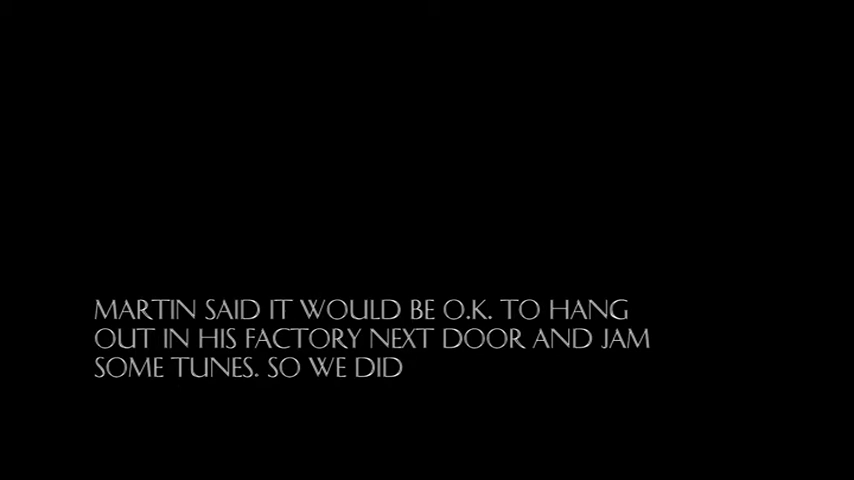 MARTIN SAID IT WOULD BE O.K. TO HANG
OUT IN HIS FACTORY NEXT DOOR AND JAM
SOME TUNES. SO WE DID